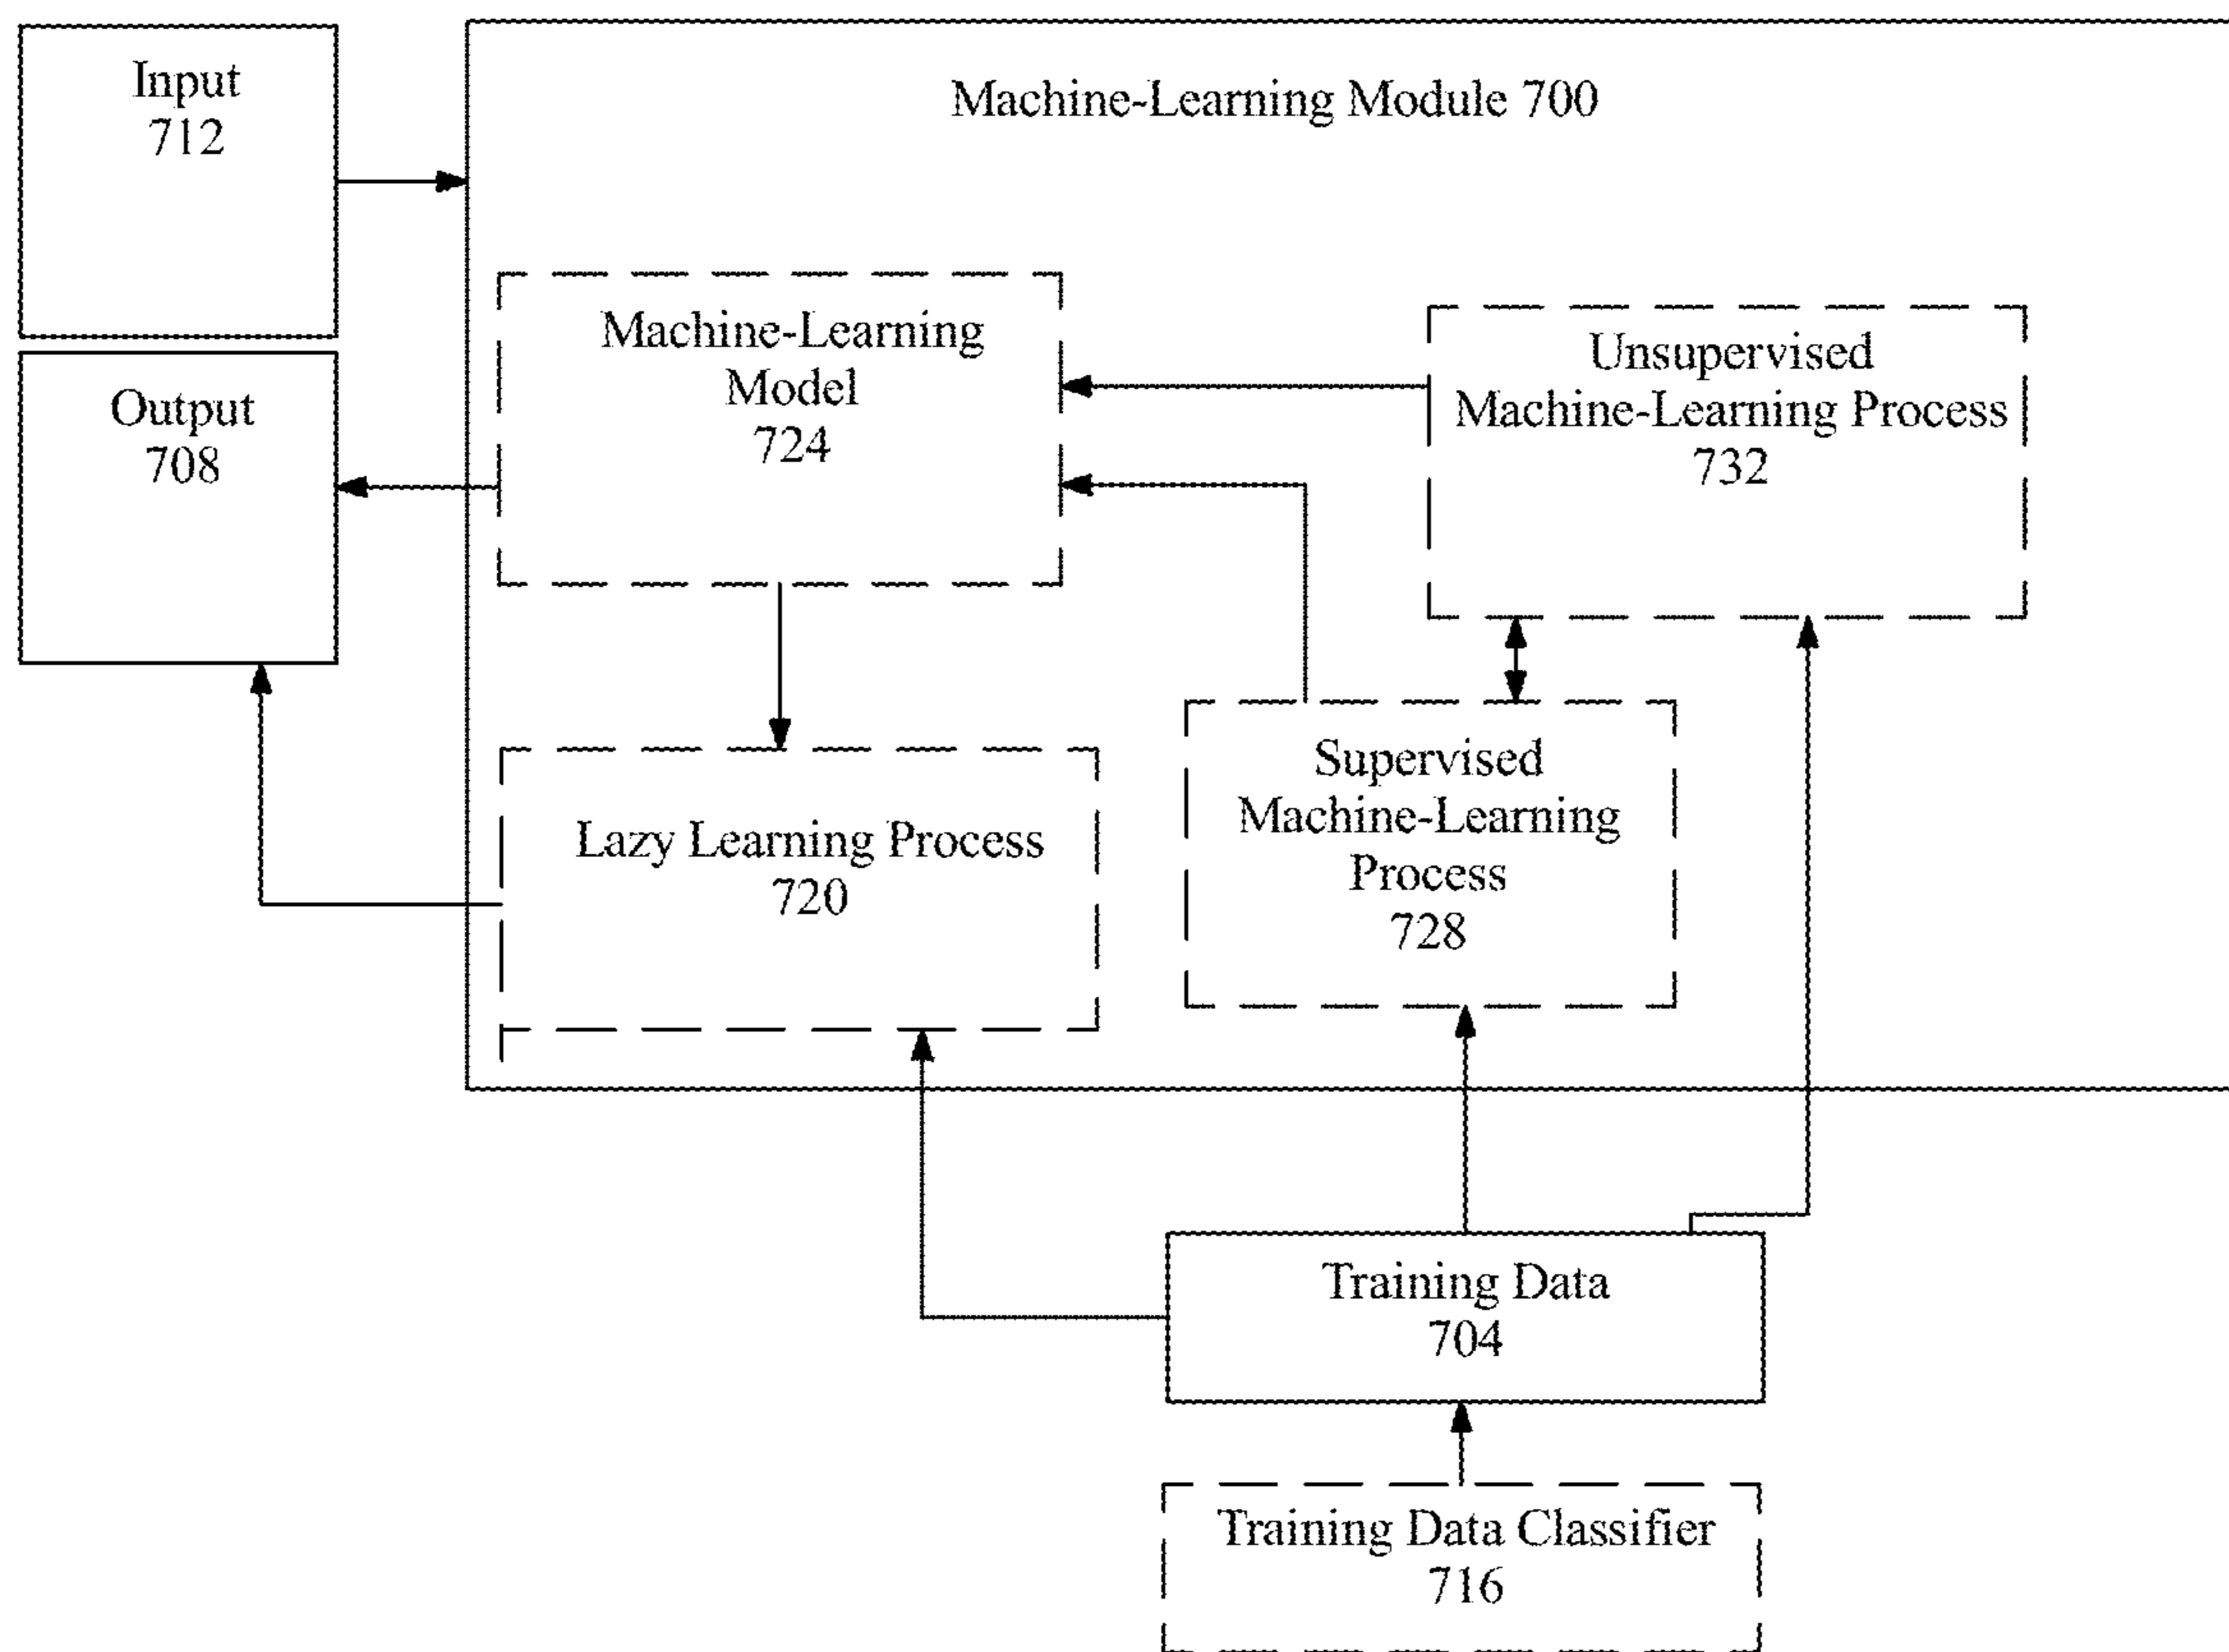 Input
712
Machine-Learning Module 700
Machine-Learning
Model
724
Unsupervised
Machine-Learning Process
732
Output
708
Lazy Learning Process
720
Supervised
Machine-Learning
Process
728
Training Data
704
Training Data Classifier
716